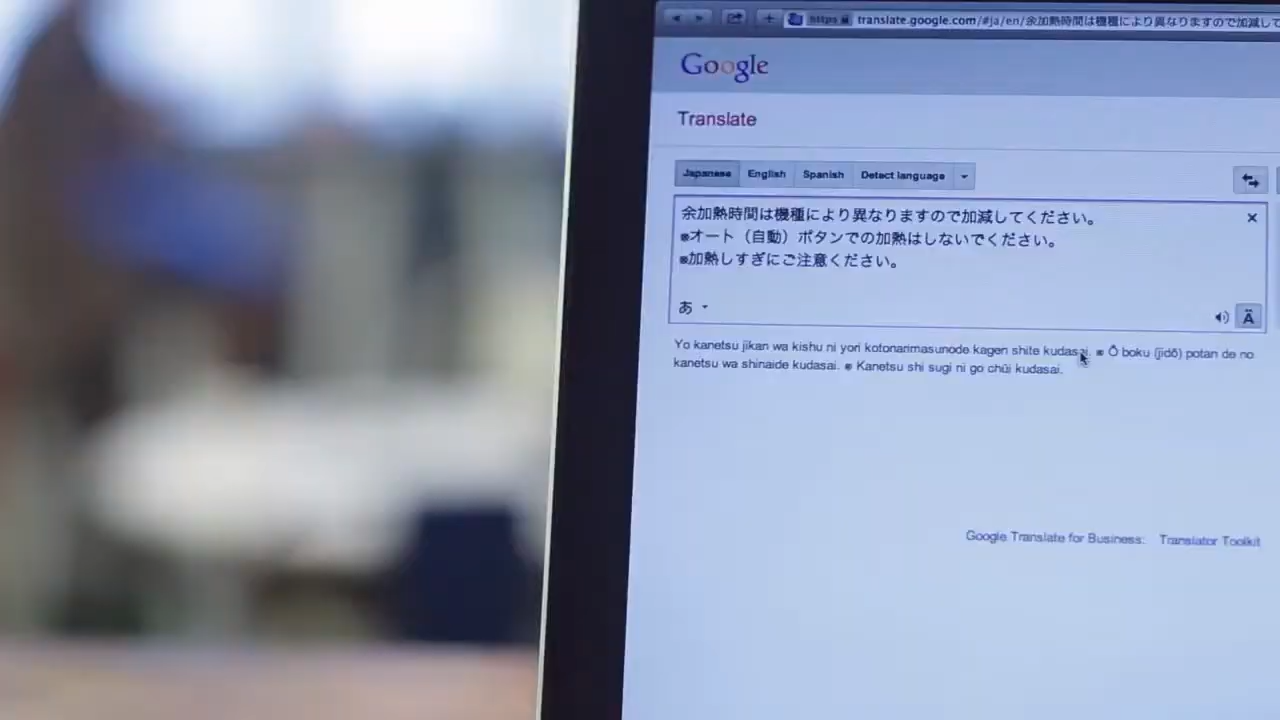 https translate.google.com/#ja/en/余加熱時間は機種により異なりますので加減して
Google
Translate
Japanese English Spanish Detect language
余加熱時間は機種により異なりますので加減してください。
※オート（自動）ボタンでの加熱はしないでください。
※加熱しすぎにご注意ください。
あ
Ä
Yo kanetsu jikan wa kishu ni yori kotonarimasunode kagen shite kudasai. ※ Ō boku (jidō) potan de no
kanetsu wa shinaide kudasai. ※ Kanetsu shi sugi ni go chūi kudasai.
Google Translate for Business: Translator Toolkit